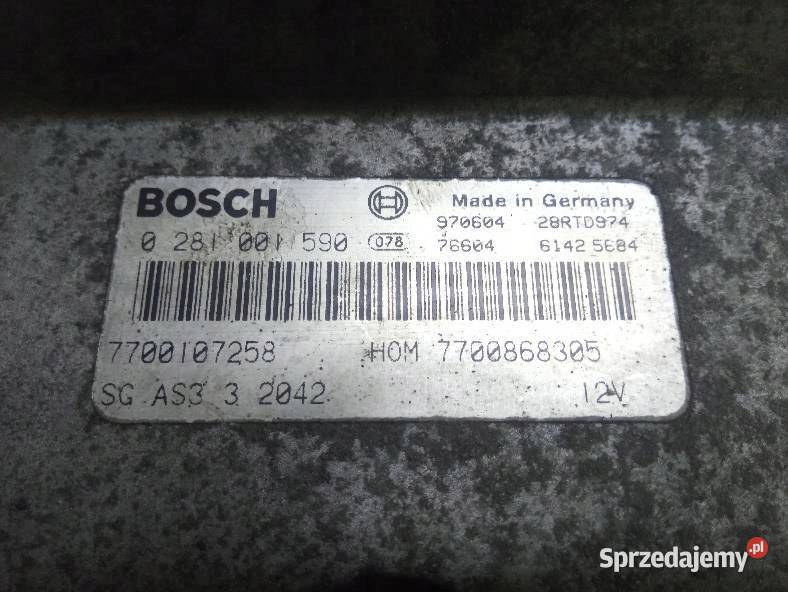 BOSCH Made in Germany
970604 28RTD974
0 281 001 590 078 76604 6142 5684
7700107258 HOM 7700868305
SG AS3 3 2042 12V
Sprzedajemy.pl